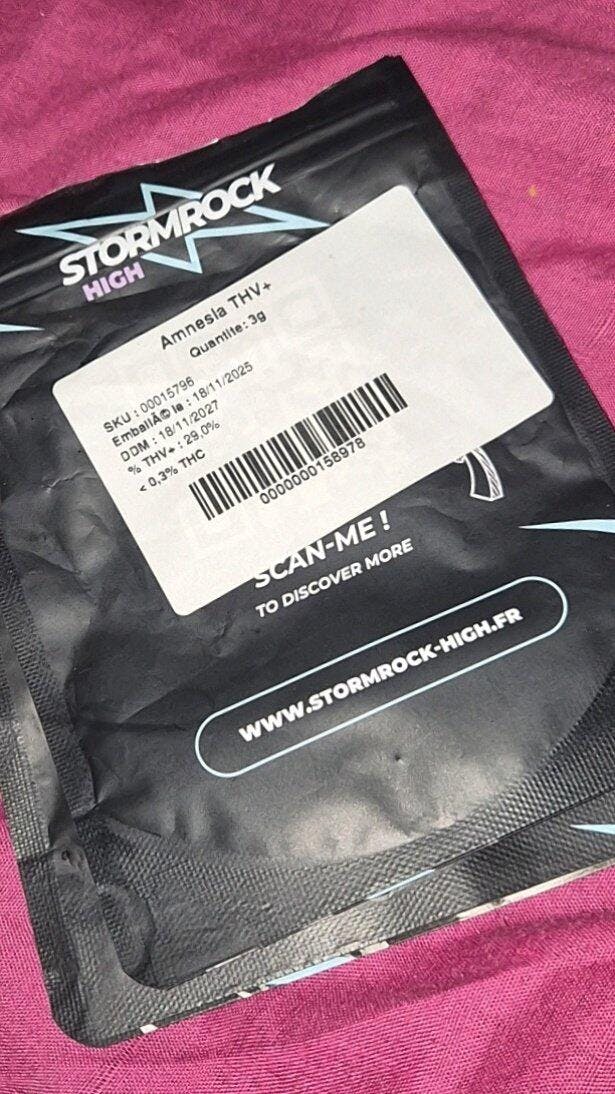 STORMROCK
HIGH
Amnesia THV+
Quantite: 3g
SKU : 00015796
EmballÃ© le : 18/11/2025
DDM : 18/11/2027
% THV+ : 29,0%
< 0,3% THC
0000000158978
SCAN-ME !
TO DISCOVER MORE
WWW.STORMROCK-HIGH.FR